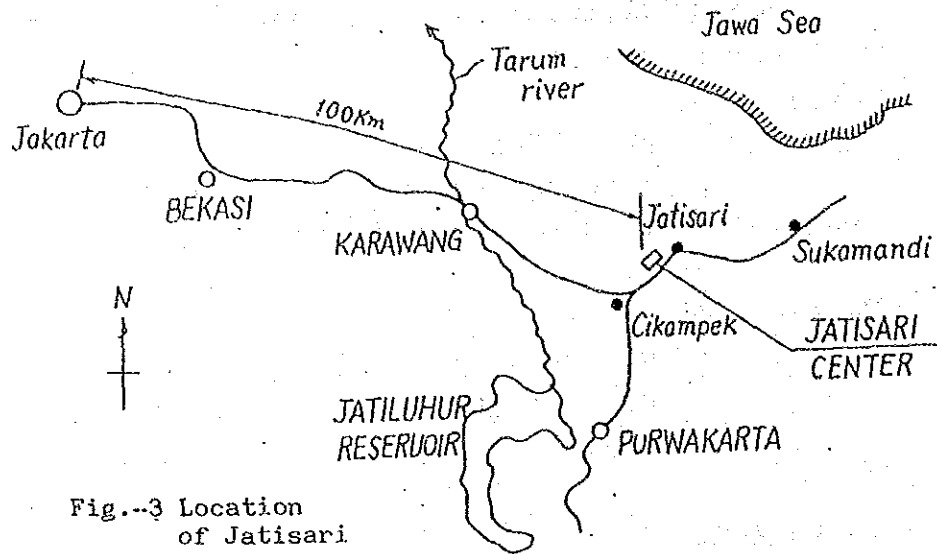 Jawa Sea
Tarum
river
100Km
Jakarta
BEKASI
KARAWANG
Jatisari
Sukamandi
N
Cikampek
JATISARI
CENTER
JATILUHUR
RESERUOIR
PURWAKARTA
Fig.--3 Location
of Jatisari